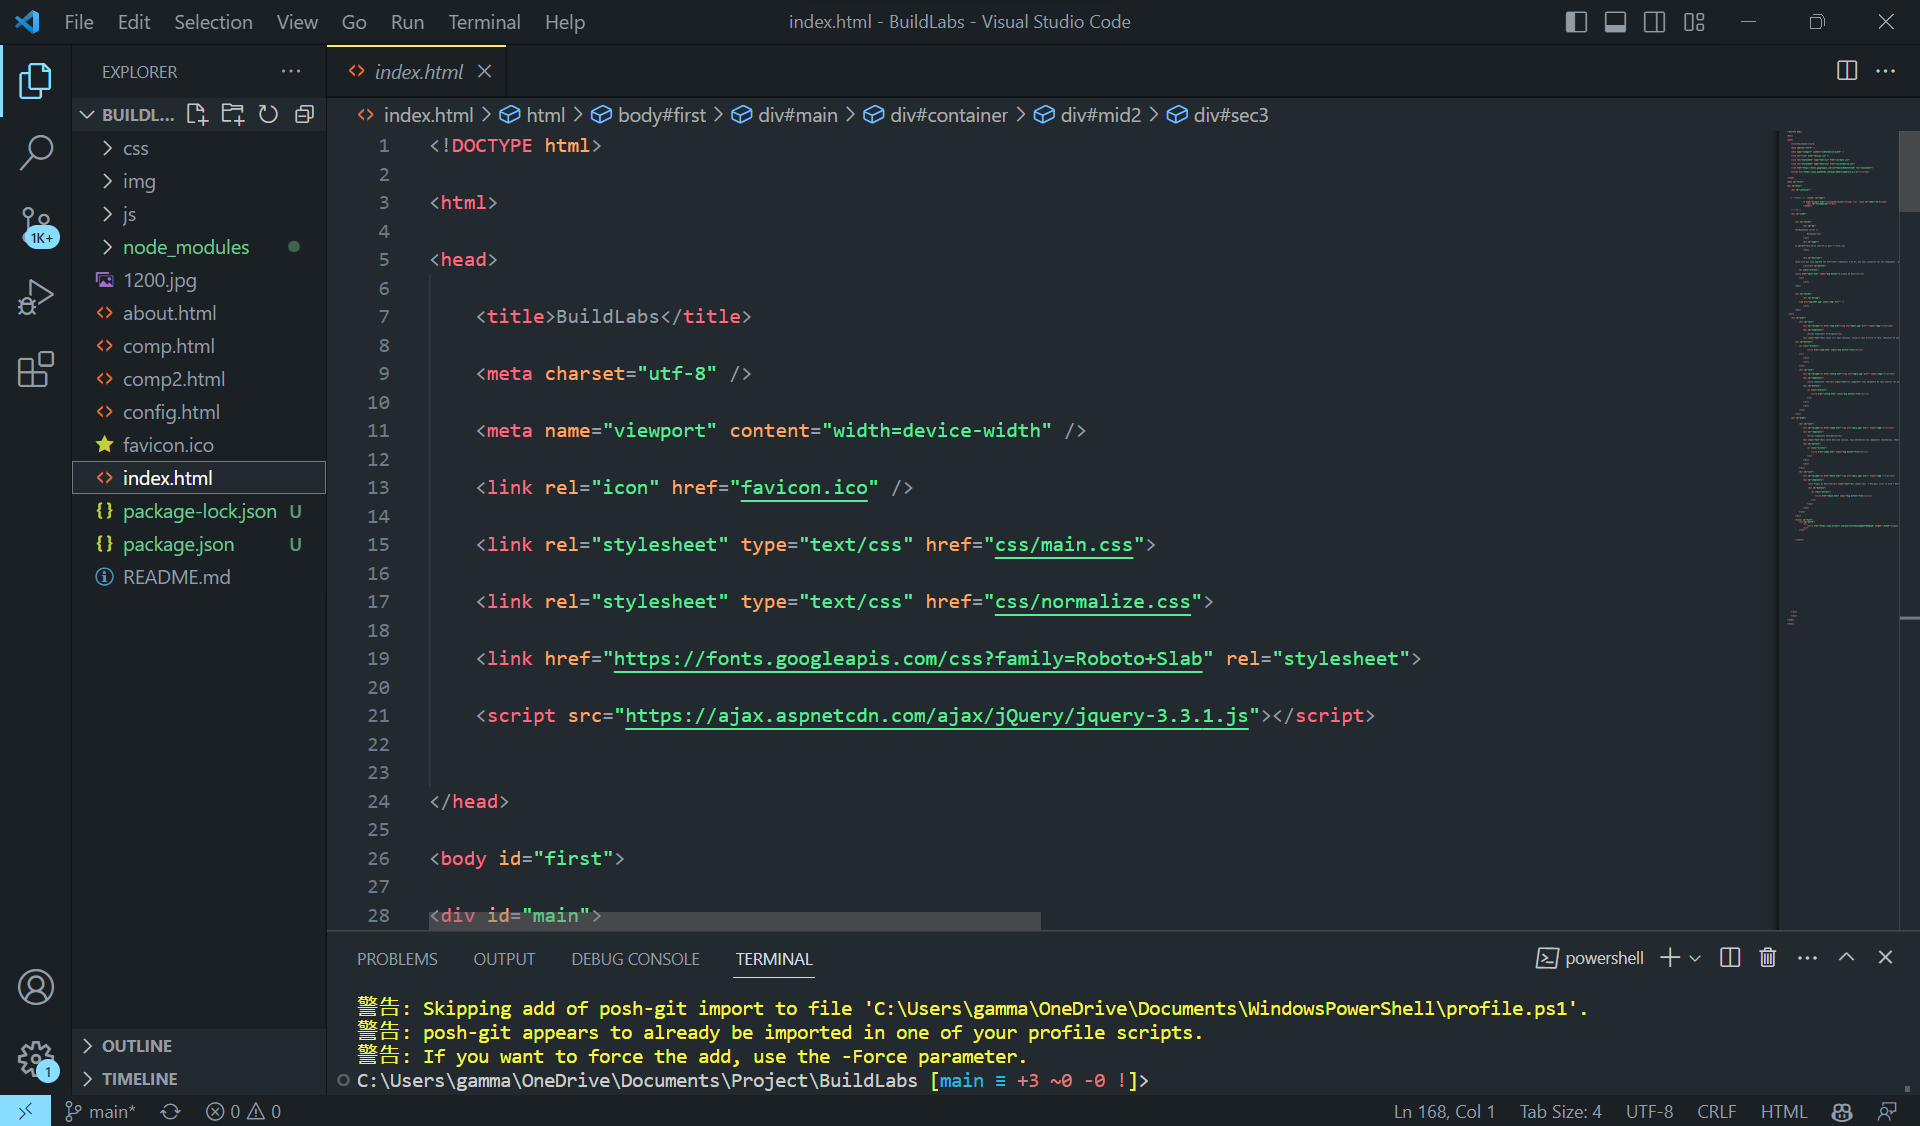 File Edit Selection View Go Run Terminal Help
index.html - BuildLabs - Visual Studio Code
EXPLORER
index.html
BUILDL...
index.html > html > body#first > div#main > div#container > div#mid2 > div#sec3
css
img
js
node_modules
1200.jpg
about.html
comp.html
comp2.html
config.html
favicon.ico
index.html
package-lock.json U
package.json U
README.md
1K+
1 <!DOCTYPE html>
2
3 <html>
4
5 <head>
6
7 <title>BuildLabs</title>
8
9 <meta charset="utf-8" />
10
11 <meta name="viewport" content="width=device-width" />
12
13 <link rel="icon" href="favicon.ico" />
14
15 <link rel="stylesheet" type="text/css" href="css/main.css">
16
17 <link rel="stylesheet" type="text/css" href="css/normalize.css">
18
19 <link href="https://fonts.googleapis.com/css?family=Roboto+Slab" rel="stylesheet">
20
21 <script src="https://ajax.aspnetcdn.com/ajax/jQuery/jquery-3.3.1.js"></script>
22
23
24 </head>
25
26 <body id="first">
27
28 <div id="main">
PROBLEMS OUTPUT DEBUG CONSOLE TERMINAL
powershell
警告: Skipping add of posh-git import to file 'C:\Users\gamma\OneDrive\Documents\WindowsPowerShell\profile.ps1'.
警告: posh-git appears to already be imported in one of your profile scripts.
警告: If you want to force the add, use the -Force parameter.
C:\Users\gamma\OneDrive\Documents\Project\BuildLabs [main ≡ +3 ~0 -0 !]>
OUTLINE
TIMELINE
1
main* 0 0
Ln 168, Col 1 Tab Size: 4 UTF-8 CRLF HTML